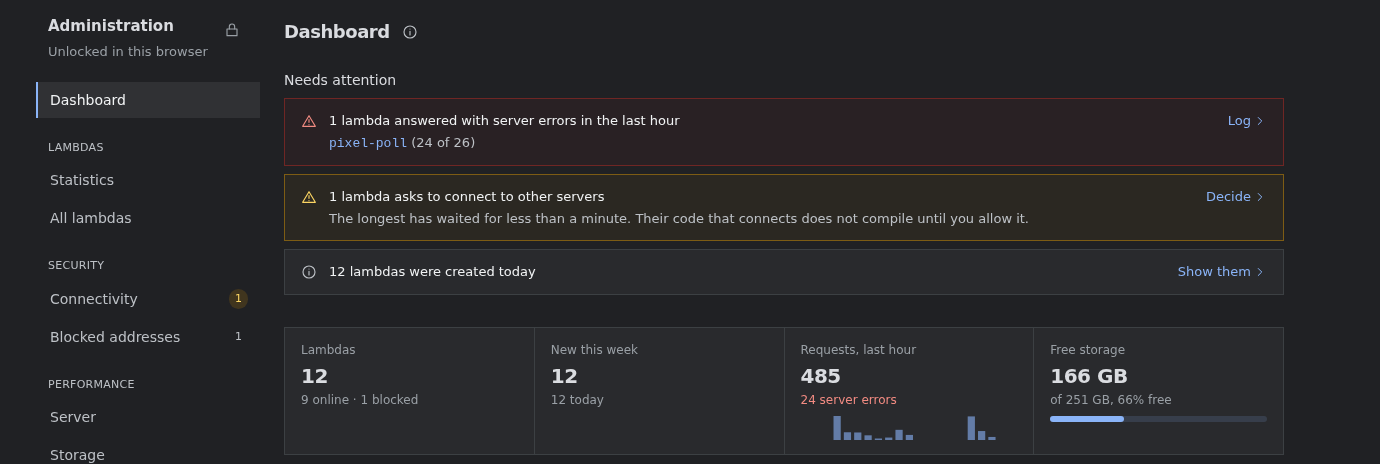 Administration
Unlocked in this browser
Dashboard
LAMBDAS
Statistics
All lambdas
SECURITY
Connectivity 1
Blocked addresses 1
PERFORMANCE
Server
Storage
Dashboard
Needs attention
1 lambda answered with server errors in the last hour Log
pixel-poll (24 of 26)
1 lambda asks to connect to other servers Decide
The longest has waited for less than a minute. Their code that connects does not compile until you allow it.
12 lambdas were created today Show them
Lambdas
12
9 online · 1 blocked
New this week
12
12 today
Requests, last hour
485
24 server errors
Free storage
166 GB
of 251 GB, 66% free